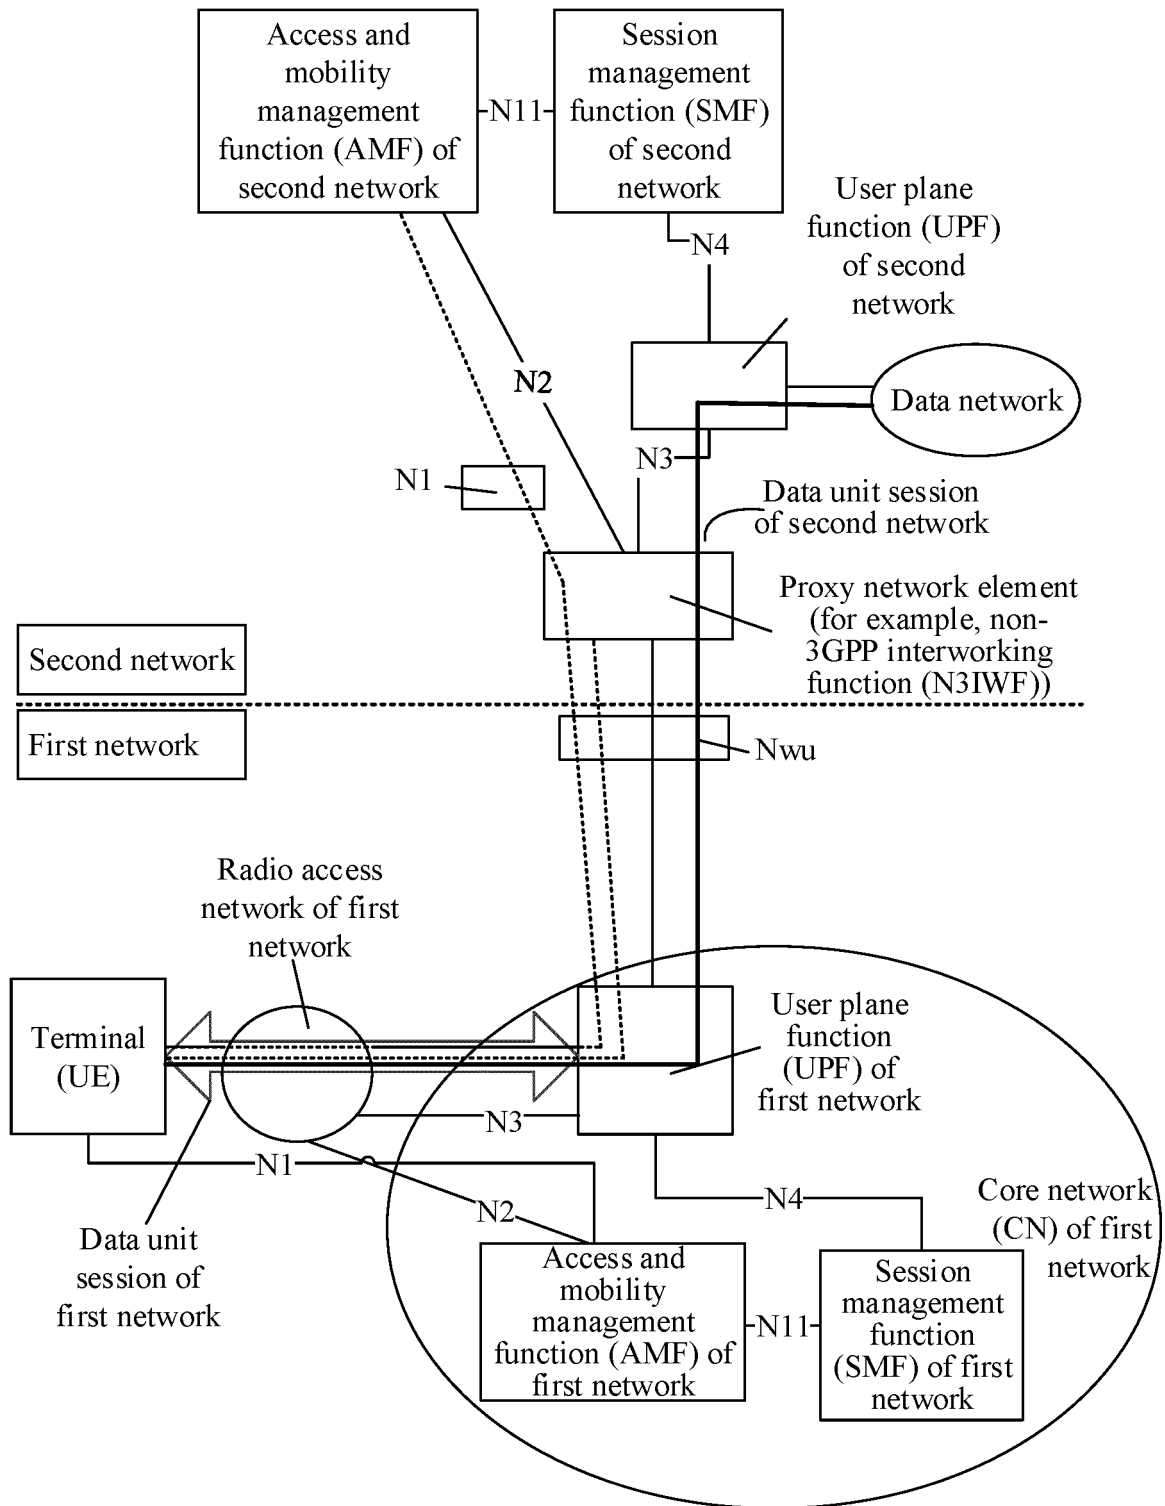 Access and
mobility
management
function (AMF) of
second network
N11
Session
management
function (SMF)
of second
network
N4
User plane
function (UPF)
of second
network
N2
Data network
N3
N1
Data unit session
of second network
Proxy network element
(for example, non-
3GPP interworking
function (N3IWF))
Second network
First network
Nwu
Radio access
network of first
network
Terminal
(UE)
User plane
function
(UPF) of
first network
N3
N1
N2
N4
Core network
(CN) of first
network
Data unit
session of
first network
Access and
mobility
management
function (AMF) of
first network
N11
Session
management
function
(SMF) of first
network